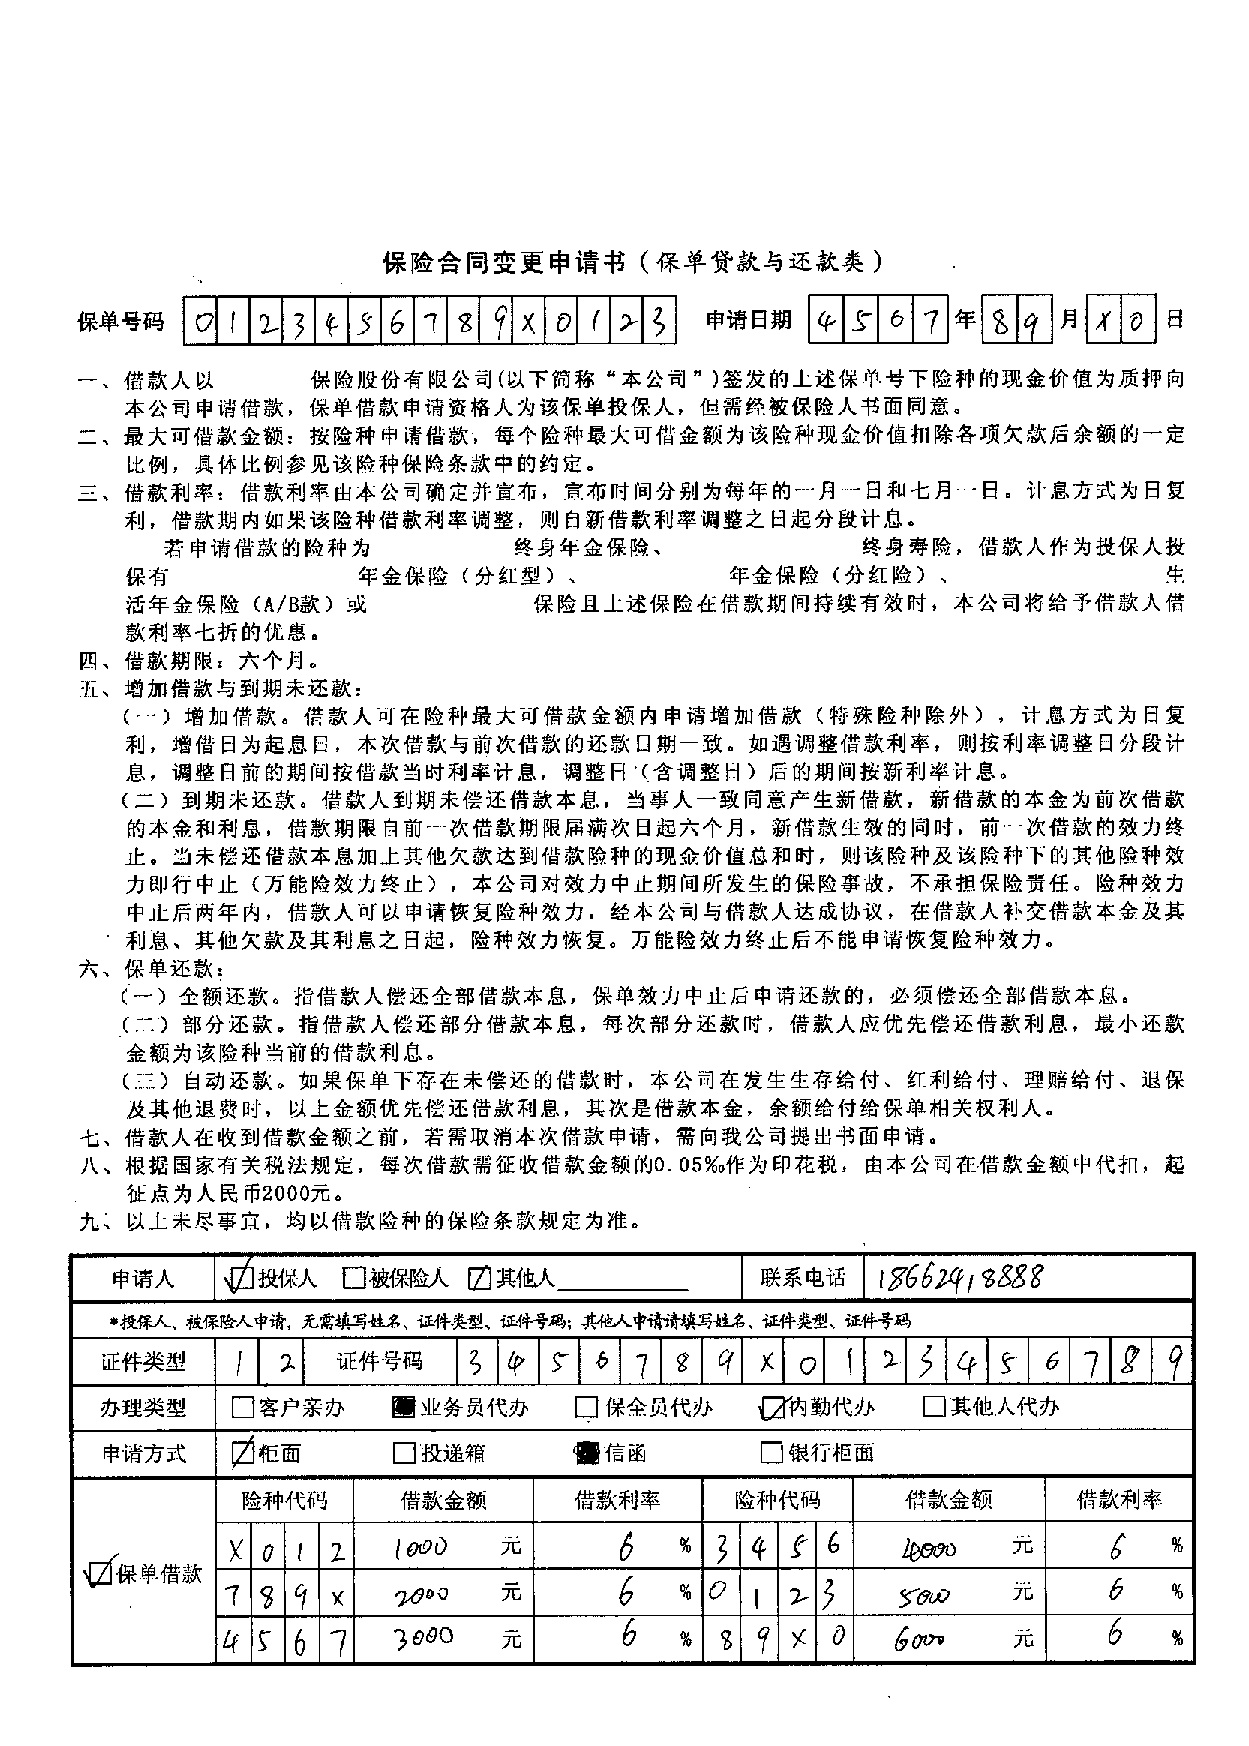 保险合同变更申请书（保单贷款与还款类）
保单号码 0 1 2 3 4 5 6 7 8 9 X 0 1 2 3 申请日期 4 5 6 7 年 8 9 月 X 0 日
一、借款人以 保险股份有限公司(以下简称“本公司”)签发的上述保单号下险种的现金价值为质押向
本公司申请借款，保单借款申请资格人为该保单投保人，但需经被保险人书面同意。
二、最大可借款金额：按险种申请借款，每个险种最大可借金额为该险种现金价值扣除各项欠款后余额的一定
比例，具体比例参见该险种保险条款中的约定。
三、借款利率：借款利率由本公司确定并宣布，宣布时间分别为每年的一月一日和七月一日。计息方式为日复
利，借款期内如果该险种借款利率调整，则自新借款利率调整之日起分段计息。
若申请借款的险种为 终身年金保险、 终身寿险，借款人作为投保人投
保有 年金保险（分红型）、 年金保险（分红险）、 生
活年金保险（A/B款）或 保险且上述保险在借款期间持续有效时，本公司将给予借款人借
款利率七折的优惠。
四、借款期限：六个月。
五、增加借款与到期未还款：
（一）增加借款。借款人可在险种最大可借款金额内申请增加借款（特殊险种除外），计息方式为日复
利，增借日为起息日，本次借款与前次借款的还款日期一致。如遇调整借款利率，则按利率调整日分段计
息，调整日前的期间按借款当时利率计息，调整日（含调整日）后的期间按新利率计息。
（二）到期未还款。借款人到期未偿还借款本息，当事人一致同意产生新借款，新借款的本金为前次借款
的本金和利息，借款期限自前一次借款期限届满次日起六个月，新借款生效的同时，前一次借款的效力终
止。当未偿还借款本息加上其他欠款达到借款险种的现金价值总和时，则该险种及该险种下的其他险种效
力即行中止（万能险效力终止），本公司对效力中止期间所发生的保险事故，不承担保险责任。险种效力
中止后两年内，借款人可以申请恢复险种效力，经本公司与借款人达成协议，在借款人补交借款本金及其
利息、其他欠款及其利息之日起，险种效力恢复。万能险效力终止后不能申请恢复险种效力。
六、保单还款：
（一）全额还款。指借款人偿还全部借款本息，保单效力中止后申请还款的，必须偿还全部借款本息。
（二）部分还款。指借款人偿还部分借款本息，每次部分还款时，借款人应优先偿还借款利息，最小还款
金额为该险种当前的借款利息。
（三）自动还款。如果保单下存在未偿还的借款时，本公司在发生生存给付、红利给付、理赔给付、退保
及其他退费时，以上金额优先偿还借款利息，其次是借款本金，余额给付给保单相关权利人。
七、借款人在收到借款金额之前，若需取消本次借款申请，需向我公司提出书面申请。
八、根据国家有关税法规定，每次借款需征收借款金额的0.05‰作为印花税，由本公司在借款金额中代扣，起
征点为人民币2000元。
九、以上未尽事宜，均以借款险种的保险条款规定为准。
申请人 ☑投保人 □被保险人 ☑其他人 联系电话 18662418888
*投保人、被保险人申请，无需填写姓名、证件类型、证件号码；其他人申请请填写姓名、证件类型、证件号码
证件类型 1 2 证件号码 3 4 5 6 7 8 9 X 0 1 2 3 4 5 6 7 8 9
办理类型 □客户亲办 ■业务员代办 □保全员代办 ☑内勤代办 □其他人代办
申请方式 ☑柜面 □投递箱 ■信函 □银行柜面
险种代码 借款金额 借款利率 险种代码 借款金额 借款利率
X 0 1 2 1000 元 6 % 3 4 5 6 4000 元 6 %
☑保单借款
7 8 9 X 2000 元 6 % 0 1 2 3 5000 元 6 %
4 5 6 7 3000 元 6 % 8 9 X 0 6000 元 6 %